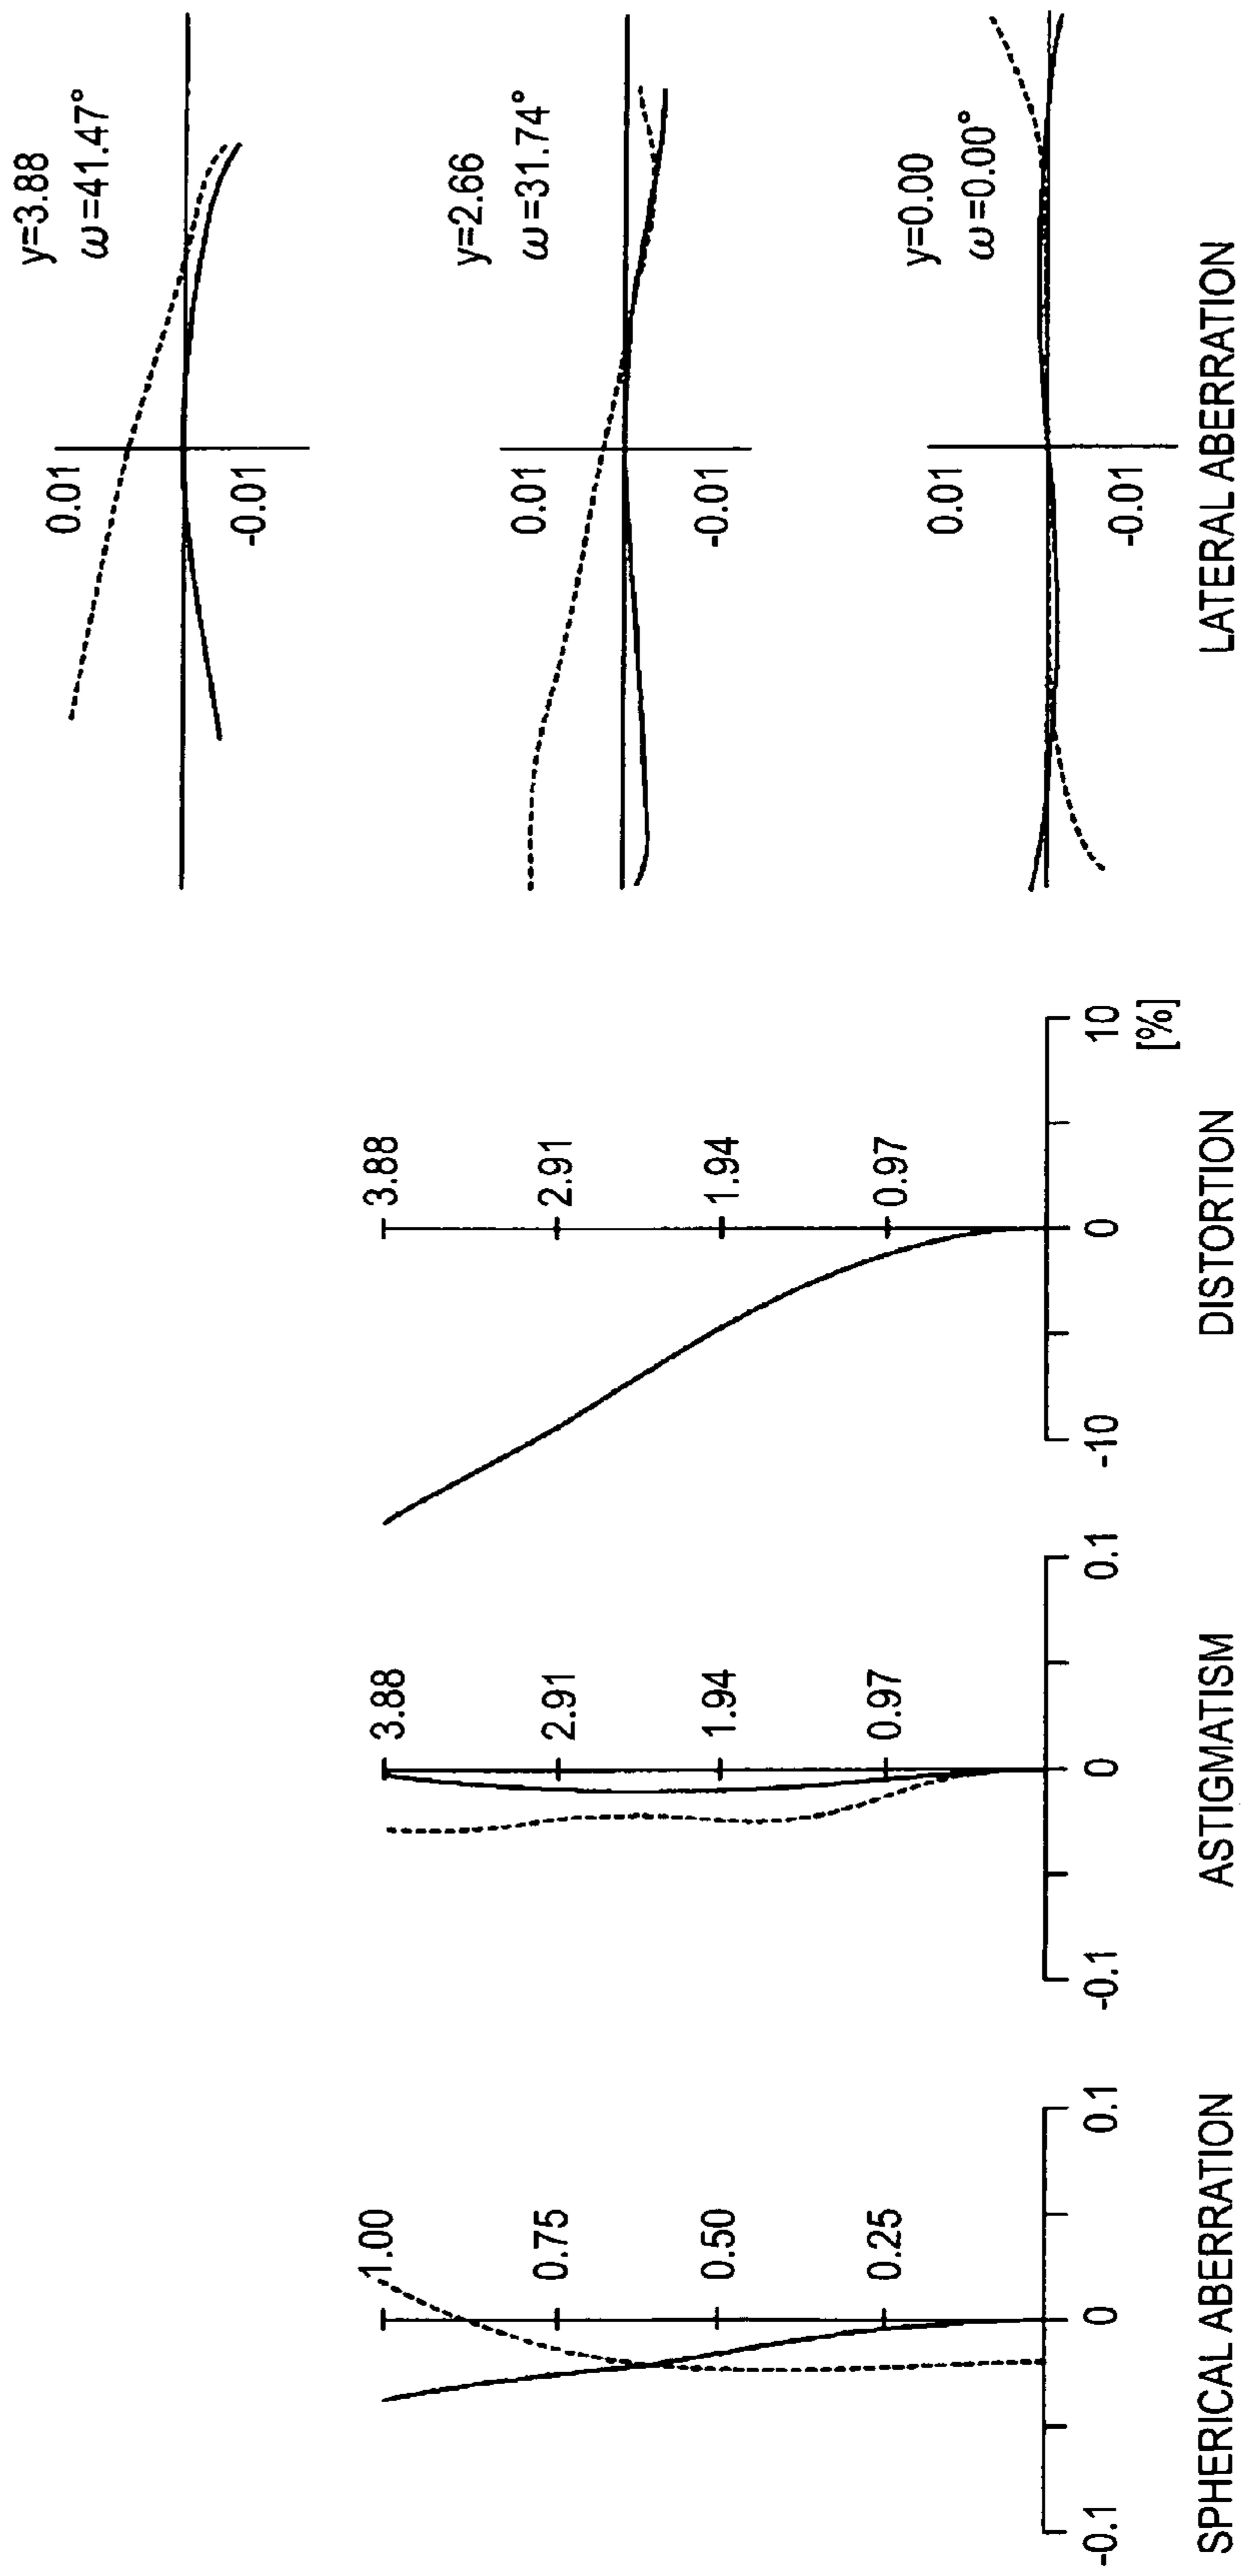 1.00
0.75
0.50
0.25
-0.1
0
0.1
SPHERICAL ABERRATION
3.88
2.91
1.94
0.97
-0.1
0
0.1
ASTIGMATISM
3.88
2.91
1.94
0.97
-10
0
10
[%]
DISTORTION
y=3.88
ω=41.47°
0.01
-0.01
y=2.66
ω=31.74°
0.01
-0.01
y=0.00
ω=0.00°
0.01
-0.01
LATERAL ABERRATION